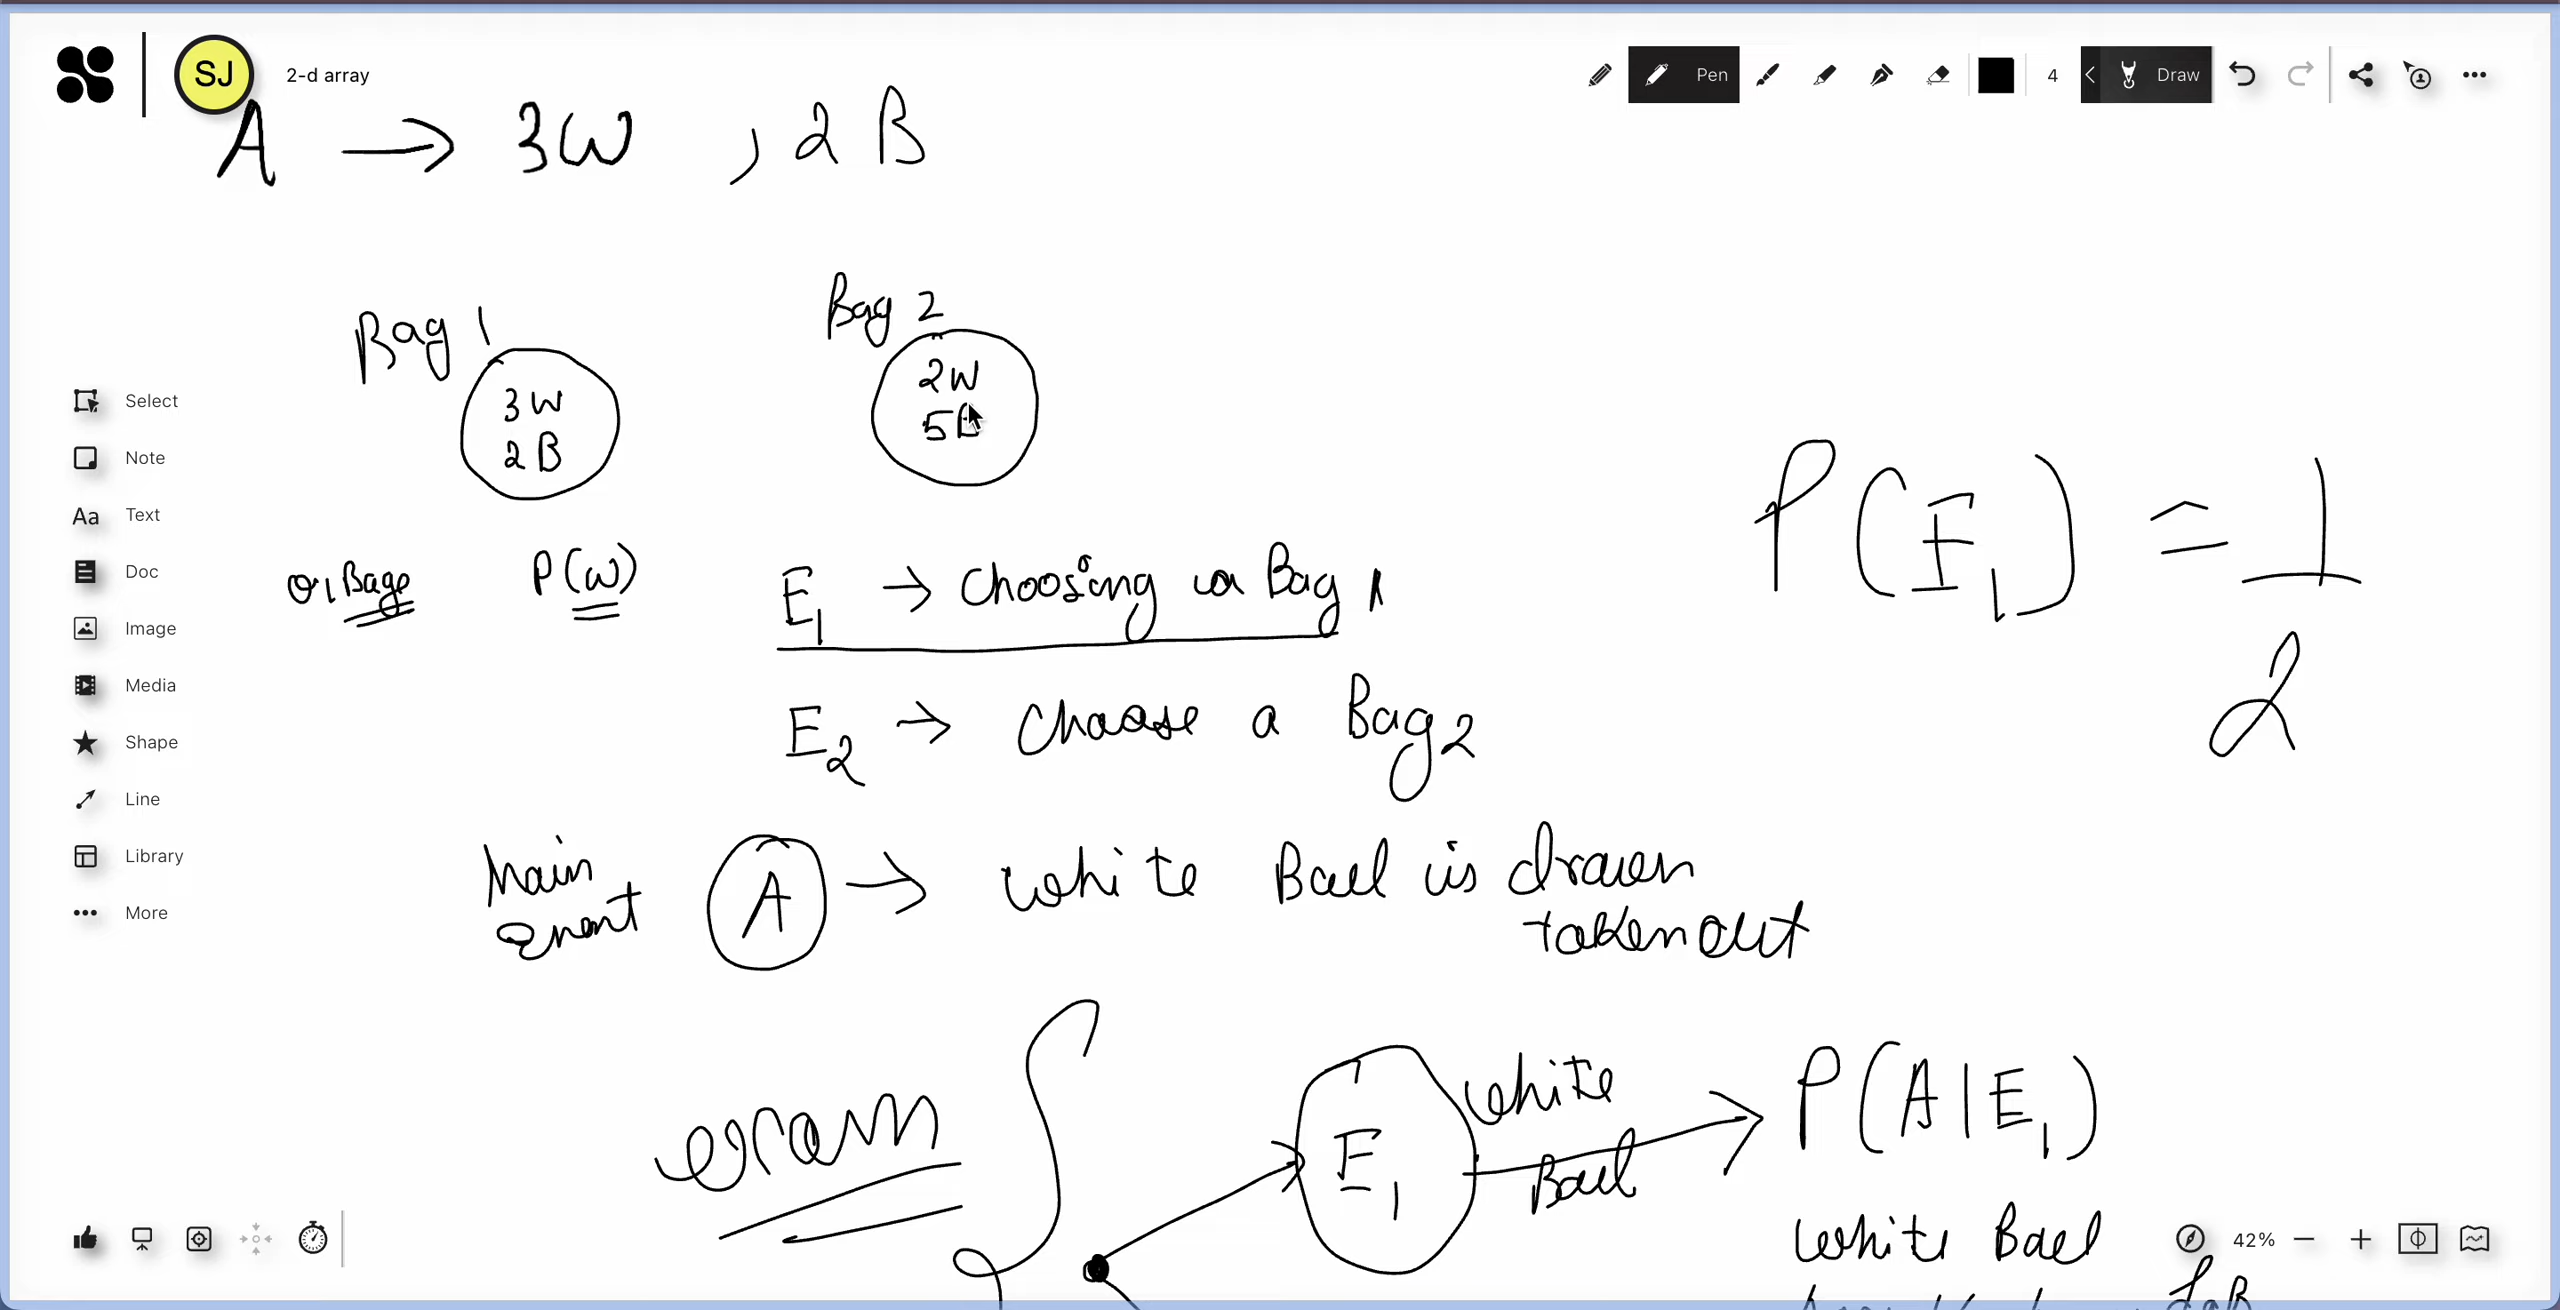 SJ
2-d array
Pen
4
Draw
A → 3W , 2B
Bag 1
3W
2B
Bag 2
2W
5B
P(E1) = 1
2
P(W)
E1 → Choosing a Bag 1
E2 → Choose a Bag 2
Main
event
A → White Ball is drawn
taken out
E1
White
Ball
P(A|E1)
White Ball
Select
Note
Text
Doc
Image
Media
Shape
Line
Library
More
42%